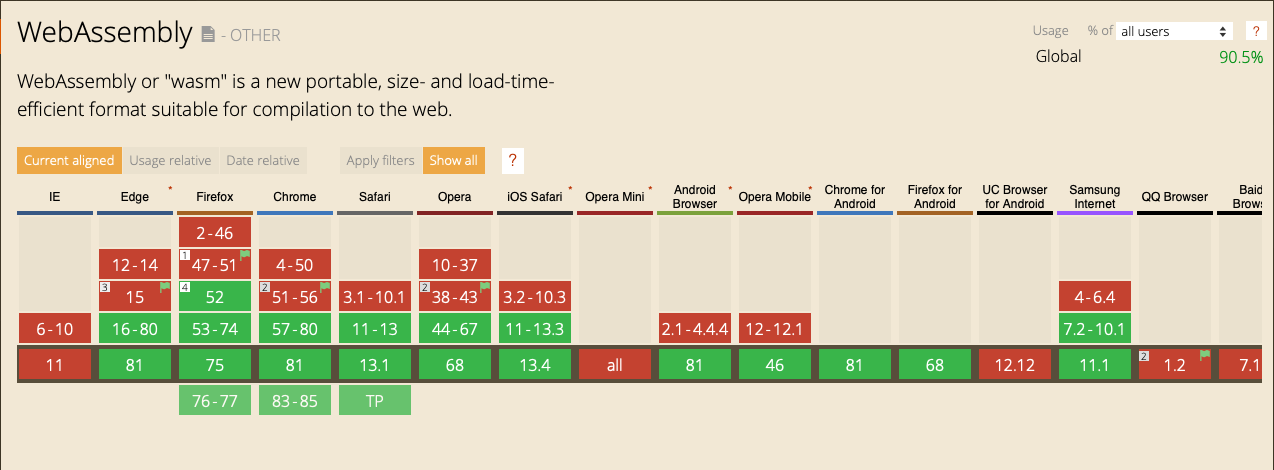 WebAssembly - OTHER
Usage % of all users ?
Global 90.5%
WebAssembly or "wasm" is a new portable, size- and load-time-
efficient format suitable for compilation to the web.
Current aligned Usage relative Date relative Apply filters Show all ?
IE Edge * Firefox Chrome Safari Opera iOS Safari * Opera Mini * Android Browser * Opera Mobile * Chrome for Android Firefox for Android UC Browser for Android Samsung Internet QQ Browser Baid Brows
2-46
12-14 1 47-51 4-50 10-37
3 15 4 52 2 51-56 3.1-10.1 2 38-43 3.2-10.3 4-6.4
6-10 16-80 53-74 57-80 11-13 44-67 11-13.3 2.1-4.4.4 12-12.1 7.2-10.1
11 81 75 81 13.1 68 13.4 all 81 46 81 68 12.12 11.1 2 1.2 7.1
76-77 83-85 TP